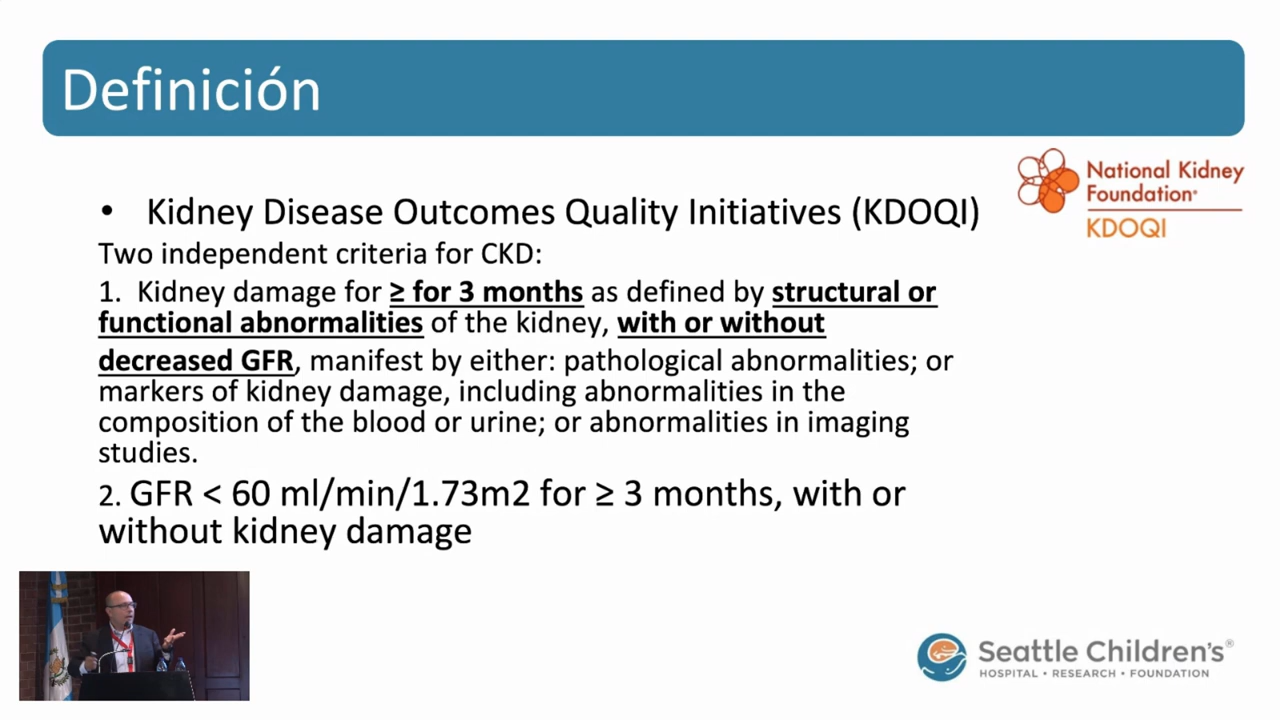 Definición
National Kidney
Foundation®
KDOQI
• Kidney Disease Outcomes Quality Initiatives (KDOQI)
Two independent criteria for CKD:
1. Kidney damage for ≥ for 3 months as defined by structural or
functional abnormalities of the kidney, with or without
decreased GFR, manifest by either: pathological abnormalities; or
markers of kidney damage, including abnormalities in the
composition of the blood or urine; or abnormalities in imaging
studies.
2. GFR < 60 ml/min/1.73m2 for ≥ 3 months, with or
without kidney damage
Seattle Children's®
HOSPITAL • RESEARCH • FOUNDATION